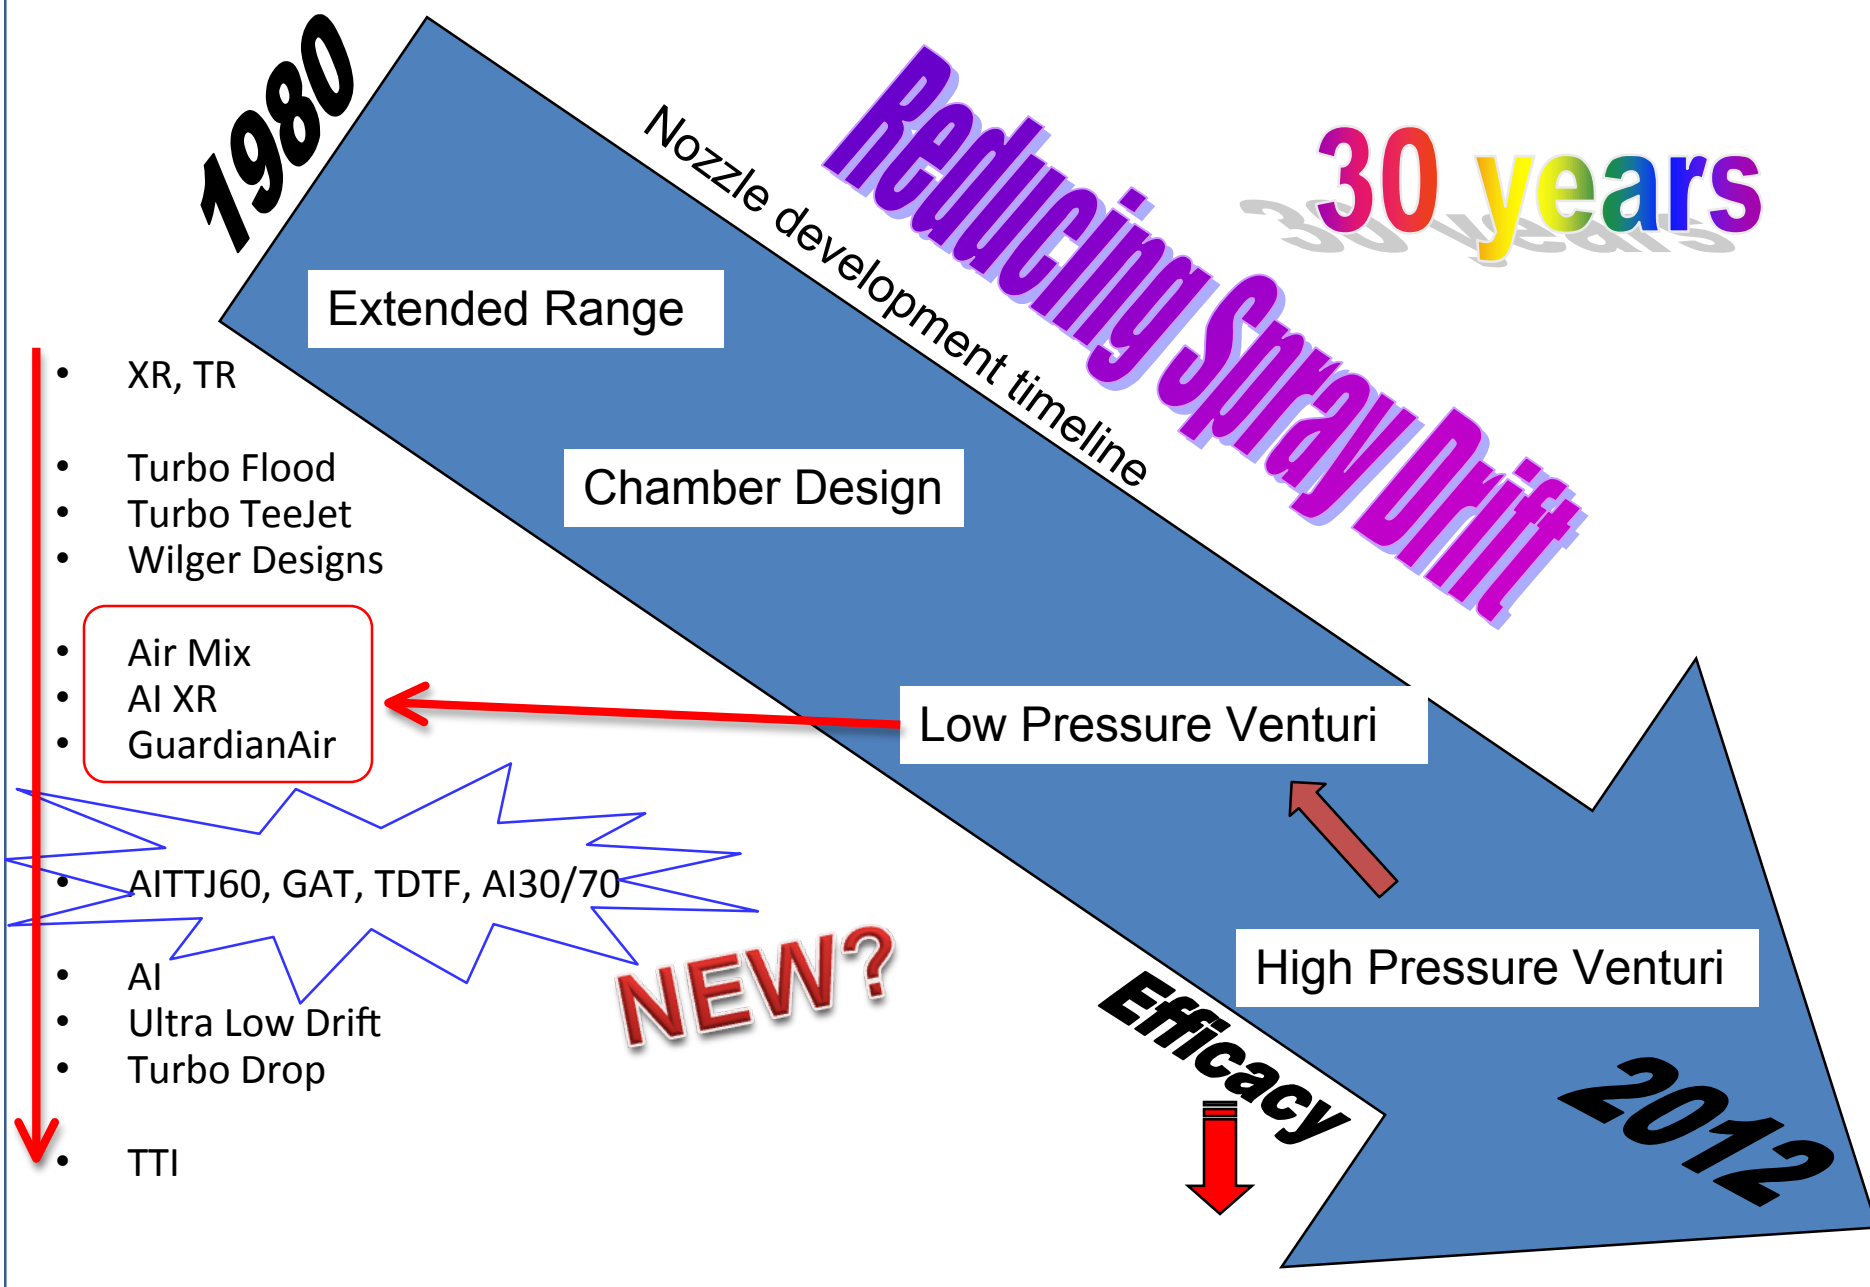 1980
Nozzle development timeline
Reducing Spray Drift
30 years
Extended Range
• XR, TR
• Turbo Flood
• Turbo TeeJet
• Wilger Designs
Chamber Design
• Air Mix
• AI XR
• GuardianAir
Low Pressure Venturi
• AITTJ60, GAT, TDTF, AI30/70
NEW?
High Pressure Venturi
• AI
• Ultra Low Drift
• Turbo Drop
Efficacy
2012
• TTI